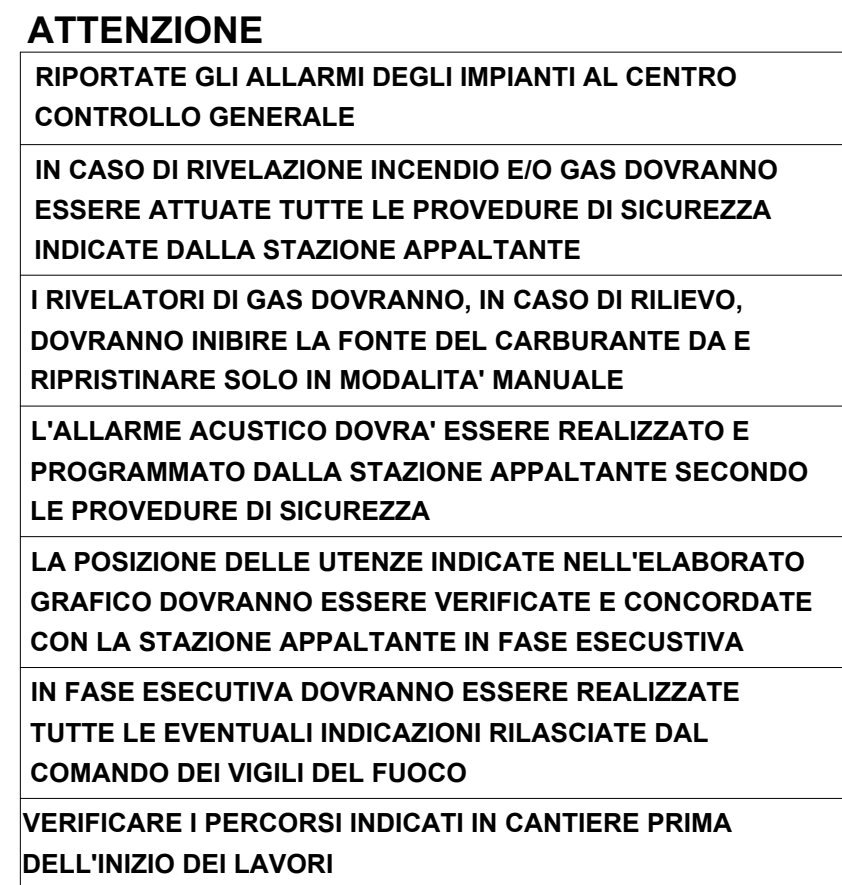 ATTENZIONE
RIPORTATE GLI ALLARMI DEGLI IMPIANTI AL CENTRO
CONTROLLO GENERALE
IN CASO DI RIVELAZIONE INCENDIO E/O GAS DOVRANNO
ESSERE ATTUATE TUTTE LE PROVEDURE DI SICUREZZA
INDICATE DALLA STAZIONE APPALTANTE
I RIVELATORI DI GAS DOVRANNO, IN CASO DI RILIEVO,
DOVRANNO INIBIRE LA FONTE DEL CARBURANTE DA E
RIPRISTINARE SOLO IN MODALITA' MANUALE
L'ALLARME ACUSTICO DOVRA' ESSERE REALIZZATO E
PROGRAMMATO DALLA STAZIONE APPALTANTE SECONDO
LE PROVEDURE DI SICUREZZA
LA POSIZIONE DELLE UTENZE INDICATE NELL'ELABORATO
GRAFICO DOVRANNO ESSERE VERIFICATE E CONCORDATE
CON LA STAZIONE APPALTANTE IN FASE ESECUSTIVA
IN FASE ESECUTIVA DOVRANNO ESSERE REALIZZATE
TUTTE LE EVENTUALI INDICAZIONI RILASCIATE DAL
COMANDO DEI VIGILI DEL FUOCO
VERIFICARE I PERCORSI INDICATI IN CANTIERE PRIMA
DELL'INIZIO DEI LAVORI